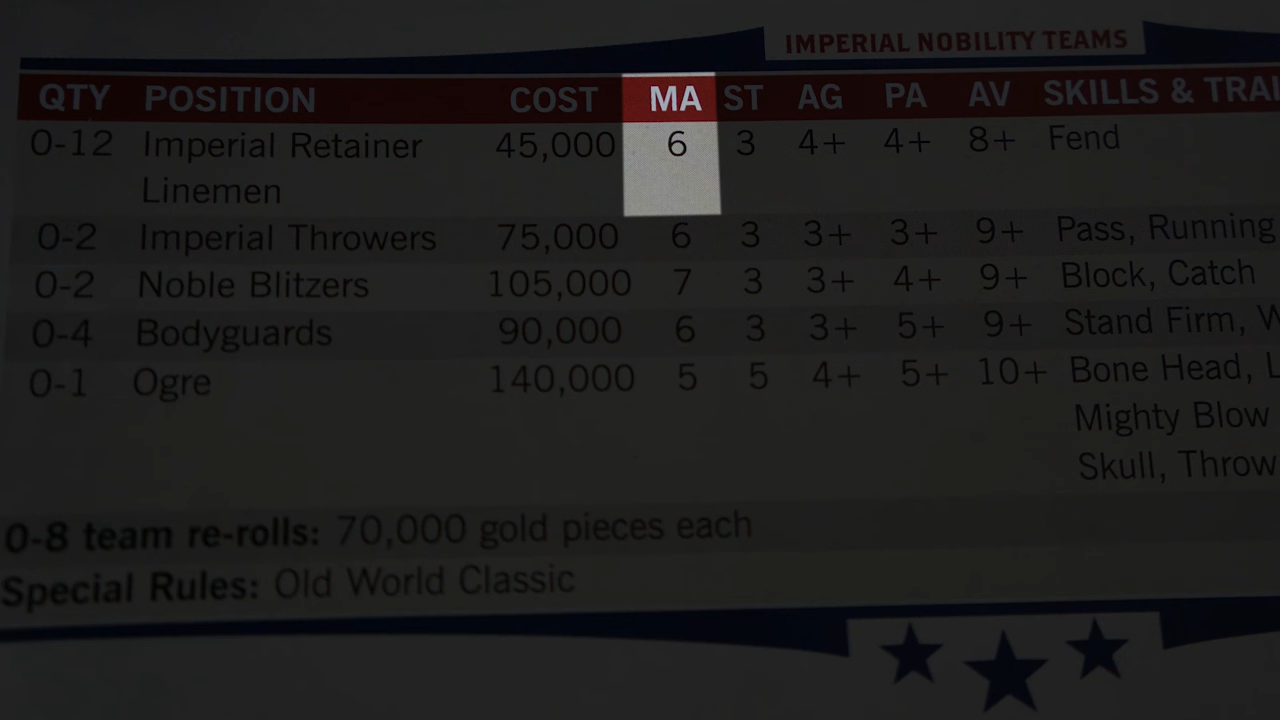 IMPERIAL NOBILITY TEAMS
QTY POSITION COST MA ST AG PA AV SKILLS & TRAI
0-12 Imperial Retainer 45,000 6 3 4+ 4+ 8+ Fend
Linemen
0-2 Imperial Throwers 75,000 6 3 3+ 3+ 9+ Pass, Running
0-2 Noble Blitzers 105,000 7 3 3+ 4+ 9+ Block, Catch
0-4 Bodyguards 90,000 6 3 3+ 5+ 9+ Stand Firm, W
0-1 Ogre 140,000 5 5 4+ 5+ 10+ Bone Head, L
Mighty Blow
Skull, Throw
0-8 team re-rolls: 70,000 gold pieces each
Special Rules: Old World Classic